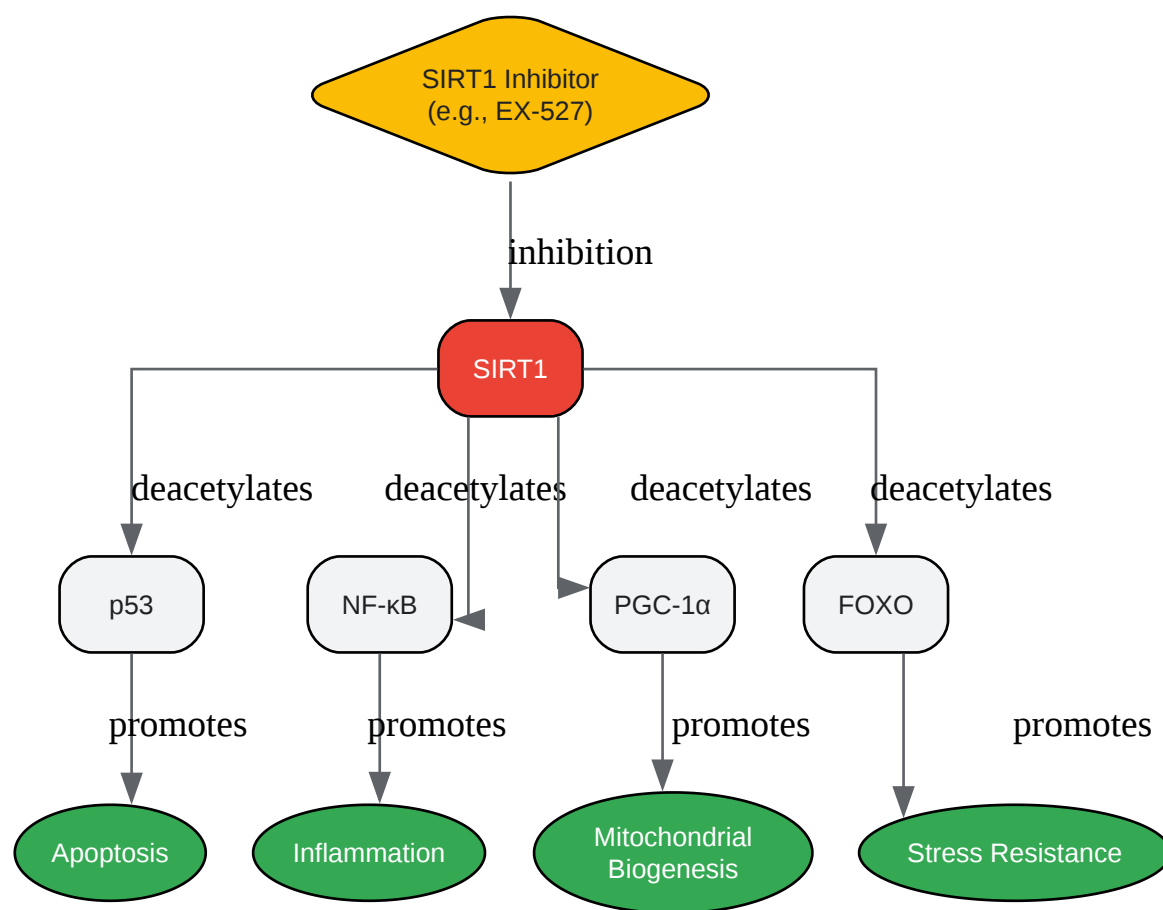 SIRT1 Inhibitor
(e.g., EX-527)
inhibition
SIRT1
deacetylates
deacetylates
deacetylates
deacetylates
p53
NF-κB
PGC-1α
FOXO
promotes
promotes
promotes
promotes
Apoptosis
Inflammation
Mitochondrial
Biogenesis
Stress Resistance